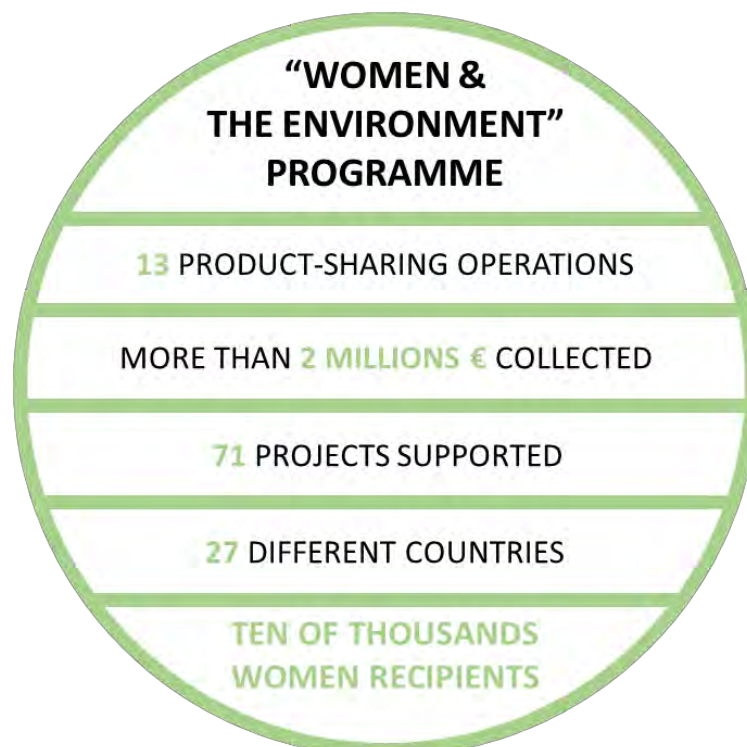 “WOMEN &
THE ENVIRONMENT”
PROGRAMME
13 PRODUCT-SHARING OPERATIONS
MORE THAN 2 MILLIONS € COLLECTED
71 PROJECTS SUPPORTED
27 DIFFERENT COUNTRIES
TEN OF THOUSANDS
WOMEN RECIPIENTS